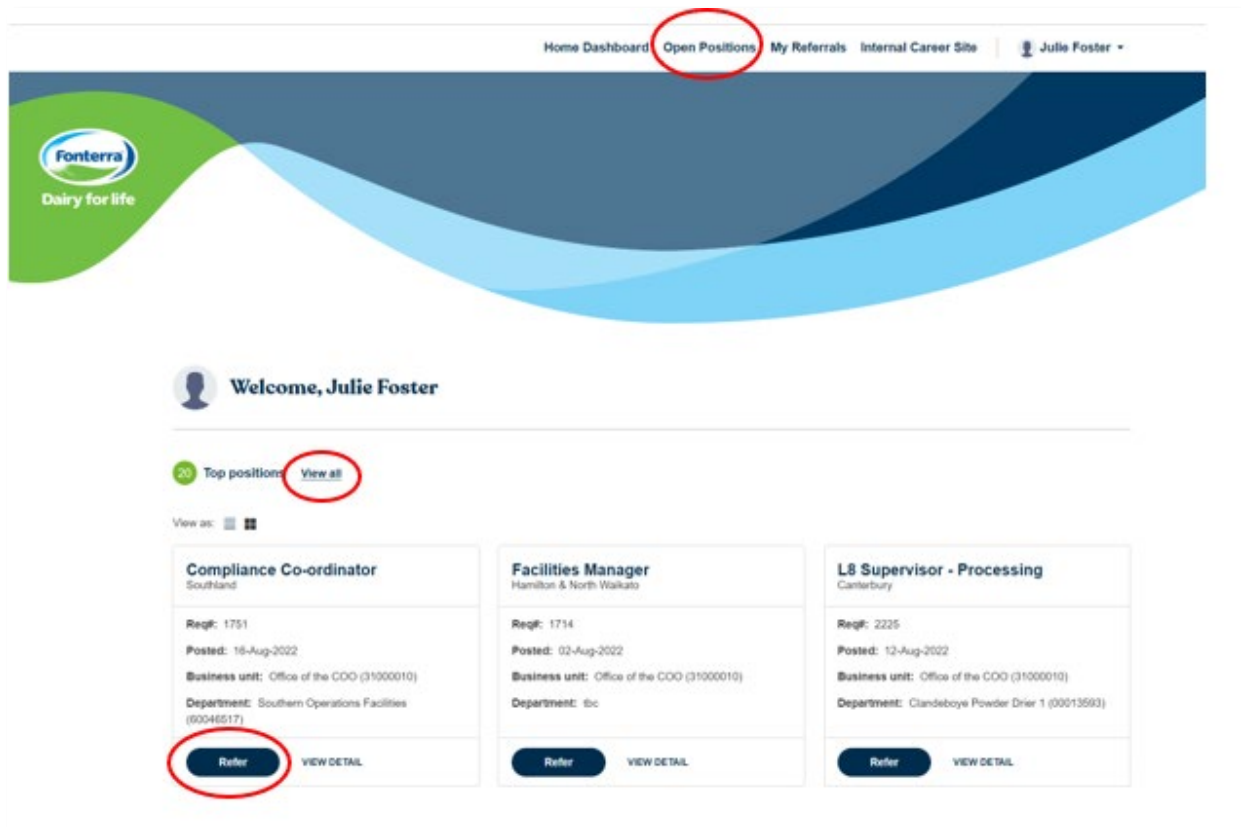 Home Dashboard Open Positions My Referrals Internal Career Site Julie Foster
Fonterra
Dairy for life
Welcome, Julie Foster
20 Top positions View all
View as:
Compliance Co-ordinator
Southland
Req#: 1751
Posted: 16-Aug-2022
Business unit: Office of the COO (31000010)
Department: Southern Operations Facilities
(60046517)
Refer VIEW DETAIL
Facilities Manager
Hamilton & North Waikato
Req#: 1714
Posted: 02-Aug-2022
Business unit: Office of the COO (31000010)
Department: tbc
Refer VIEW DETAIL
L8 Supervisor - Processing
Canterbury
Req#: 2225
Posted: 12-Aug-2022
Business unit: Office of the COO (31000010)
Department: Clandeboye Powder Drier 1 (00013593)
Refer VIEW DETAIL